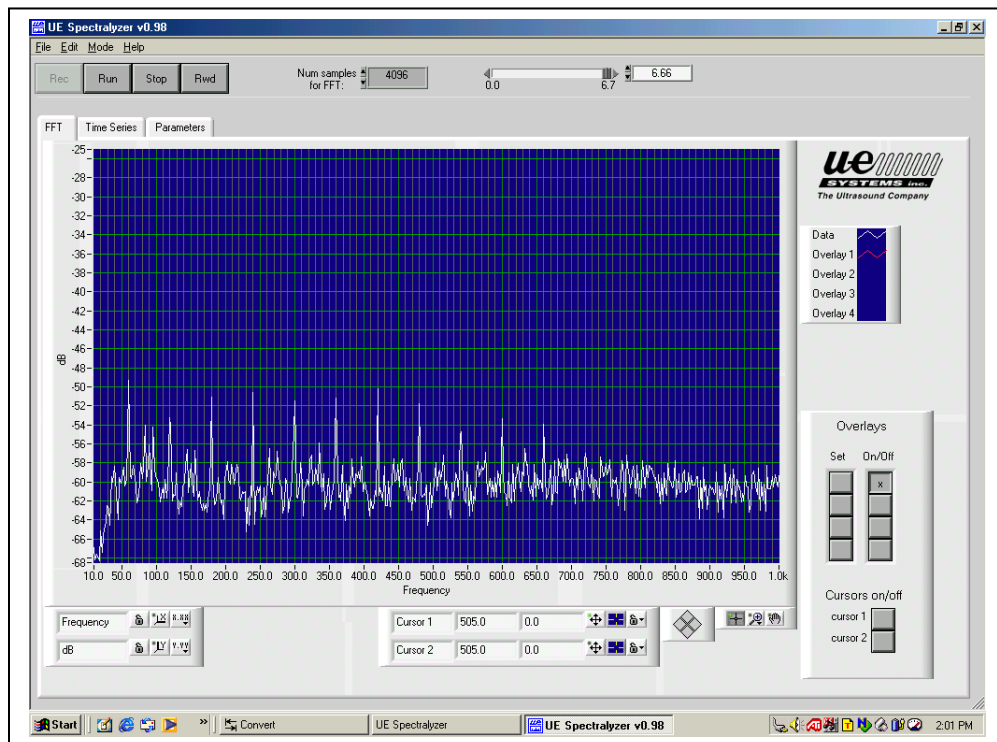 UE Spectralyzer v0.98
File Edit Mode Help
Rec Run Stop Rwd
Num samples for FFT:
4096
0.0 6.7
6.66
FFT Time Series Parameters
ue
SYSTEMS inc.
The Ultrasound Company
Data
Overlay 1
Overlay 2
Overlay 3
Overlay 4
dB
-25
-28
-30
-32
-34
-36
-38
-40
-42
-44
-46
-48
-50
-52
-54
-56
-58
-60
-62
-64
-66
-68
10.0 50.0 100.0 150.0 200.0 250.0 300.0 350.0 400.0 450.0 500.0 550.0 600.0 650.0 700.0 750.0 800.0 850.0 900.0 950.0 1.0k
Frequency
Overlays
Set On/Off
x
Cursors on/off
cursor 1
cursor 2
Frequency X X.XX
dB Y Y.YY
Cursor 1 505.0 0.0
Cursor 2 505.0 0.0
Start » Convert UE Spectralyzer UE Spectralyzer v0.98 2:01 PM